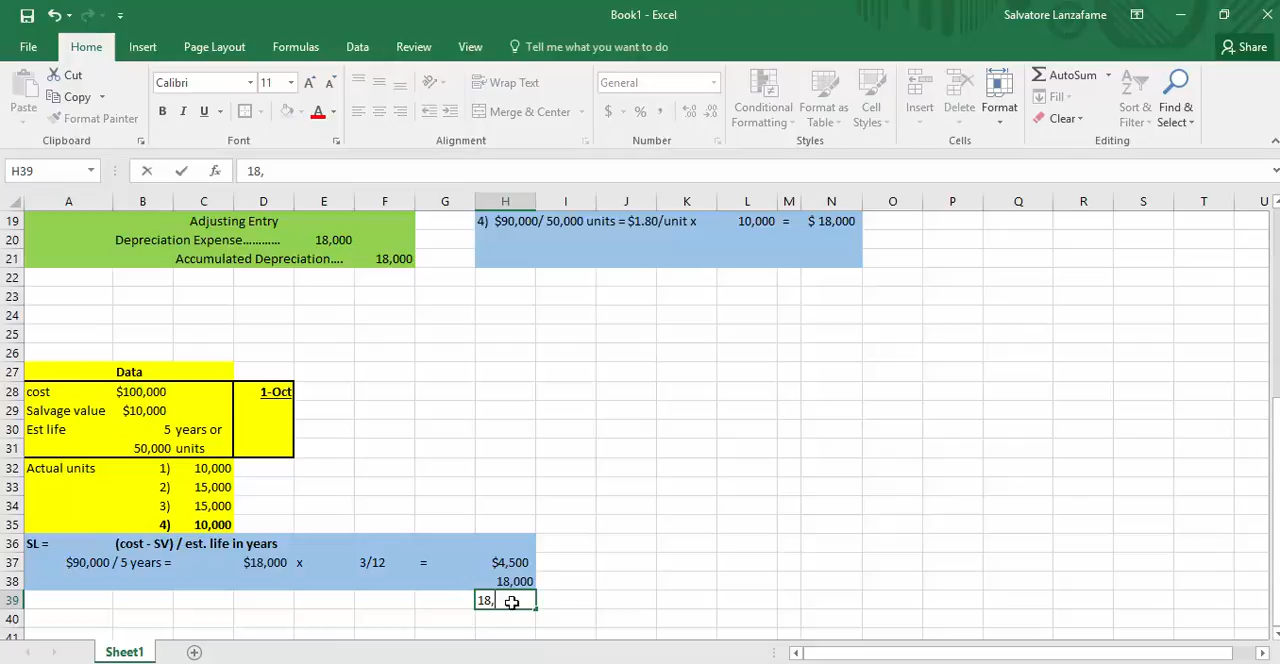 Book1 - Excel
Salvatore Lanzafame
File Home Insert Page Layout Formulas Data Review View Tell me what you want to do Share
Paste
Cut
Copy
Format Painter
Clipboard
Calibri 11
B I U
Font
Wrap Text
Merge & Center
Alignment
General
$ % ,
Number
Conditional Formatting
Format as Table
Cell Styles
Styles
Insert Delete Format
Cells
AutoSum
Fill
Clear
Sort & Filter
Find & Select
Editing
H39 fx 18,
A B C D E F G H I J K L M N O P Q R S T U
19 Adjusting Entry 4) $90,000/ 50,000 units = $1.80/unit x 10,000 = $ 18,000
20 Depreciation Expense………… 18,000
21 Accumulated Depreciation…. 18,000
22
23
24
25
26
27 Data
28 cost $100,000 1-Oct
29 Salvage value $10,000
30 Est life 5 years or
31 50,000 units
32 Actual units 1) 10,000
33 2) 15,000
34 3) 15,000
35 4) 10,000
36 SL = (cost - SV) / est. life in years
37 $90,000 / 5 years = $18,000 x 3/12 = $4,500
38 18,000
39 18,
40
41
Sheet1